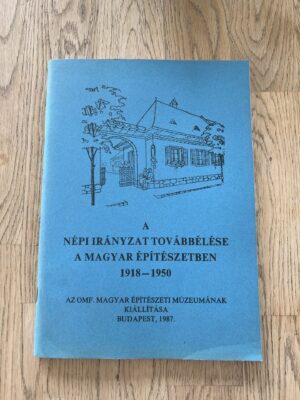 A
NÉPI IRÁNYZAT TOVÁBBÉLÉSE
A MAGYAR ÉPÍTÉSZETBEN
1918–1950
AZ OMF. MAGYAR ÉPÍTÉSZETI MÚZEUMÁNAK
KIÁLLÍTÁSA
BUDAPEST, 1987.